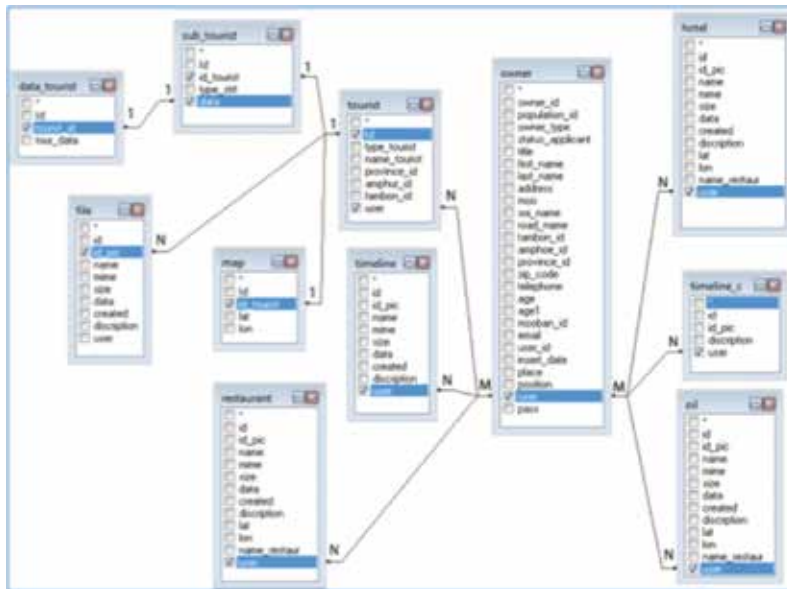 data_tourist
*
id
tourist_id
tour_data
sub_tourist
*
id
id_tourist
data
tourist
*
id
type_tourist
name_tourist
province_id
amphur_id
tambon_id
user
file
*
id
id_pic
name
mime
size
data
created
discription
user
map
*
id
id_tourist
lat
lon
timeline
*
id
id_pic
name
mime
size
data
created
discription
user
restaurant
*
id
id_pic
name
mime
size
data
created
discription
lat
lon
name_restaur
user
owner
*
owner_id
population_id
owner_type
status_applicant
title
first_name
last_name
address
moo
road_name
tambon_id
amphoe_id
province_id
zip_code
telephone
age
age1
mooban_id
email
user_id
insert_date
place
position
user
pass
hotel
*
id
id_pic
name
mime
size
data
created
discription
lat
lon
name_restaur
user
timeline_c
*
id
id_pic
discription
user
*
id
id_pic
name
mime
size
data
created
discription
lat
lon
name_restaur
user
1
1
1
1
1
N
N
N
N
M
M
N
N
N